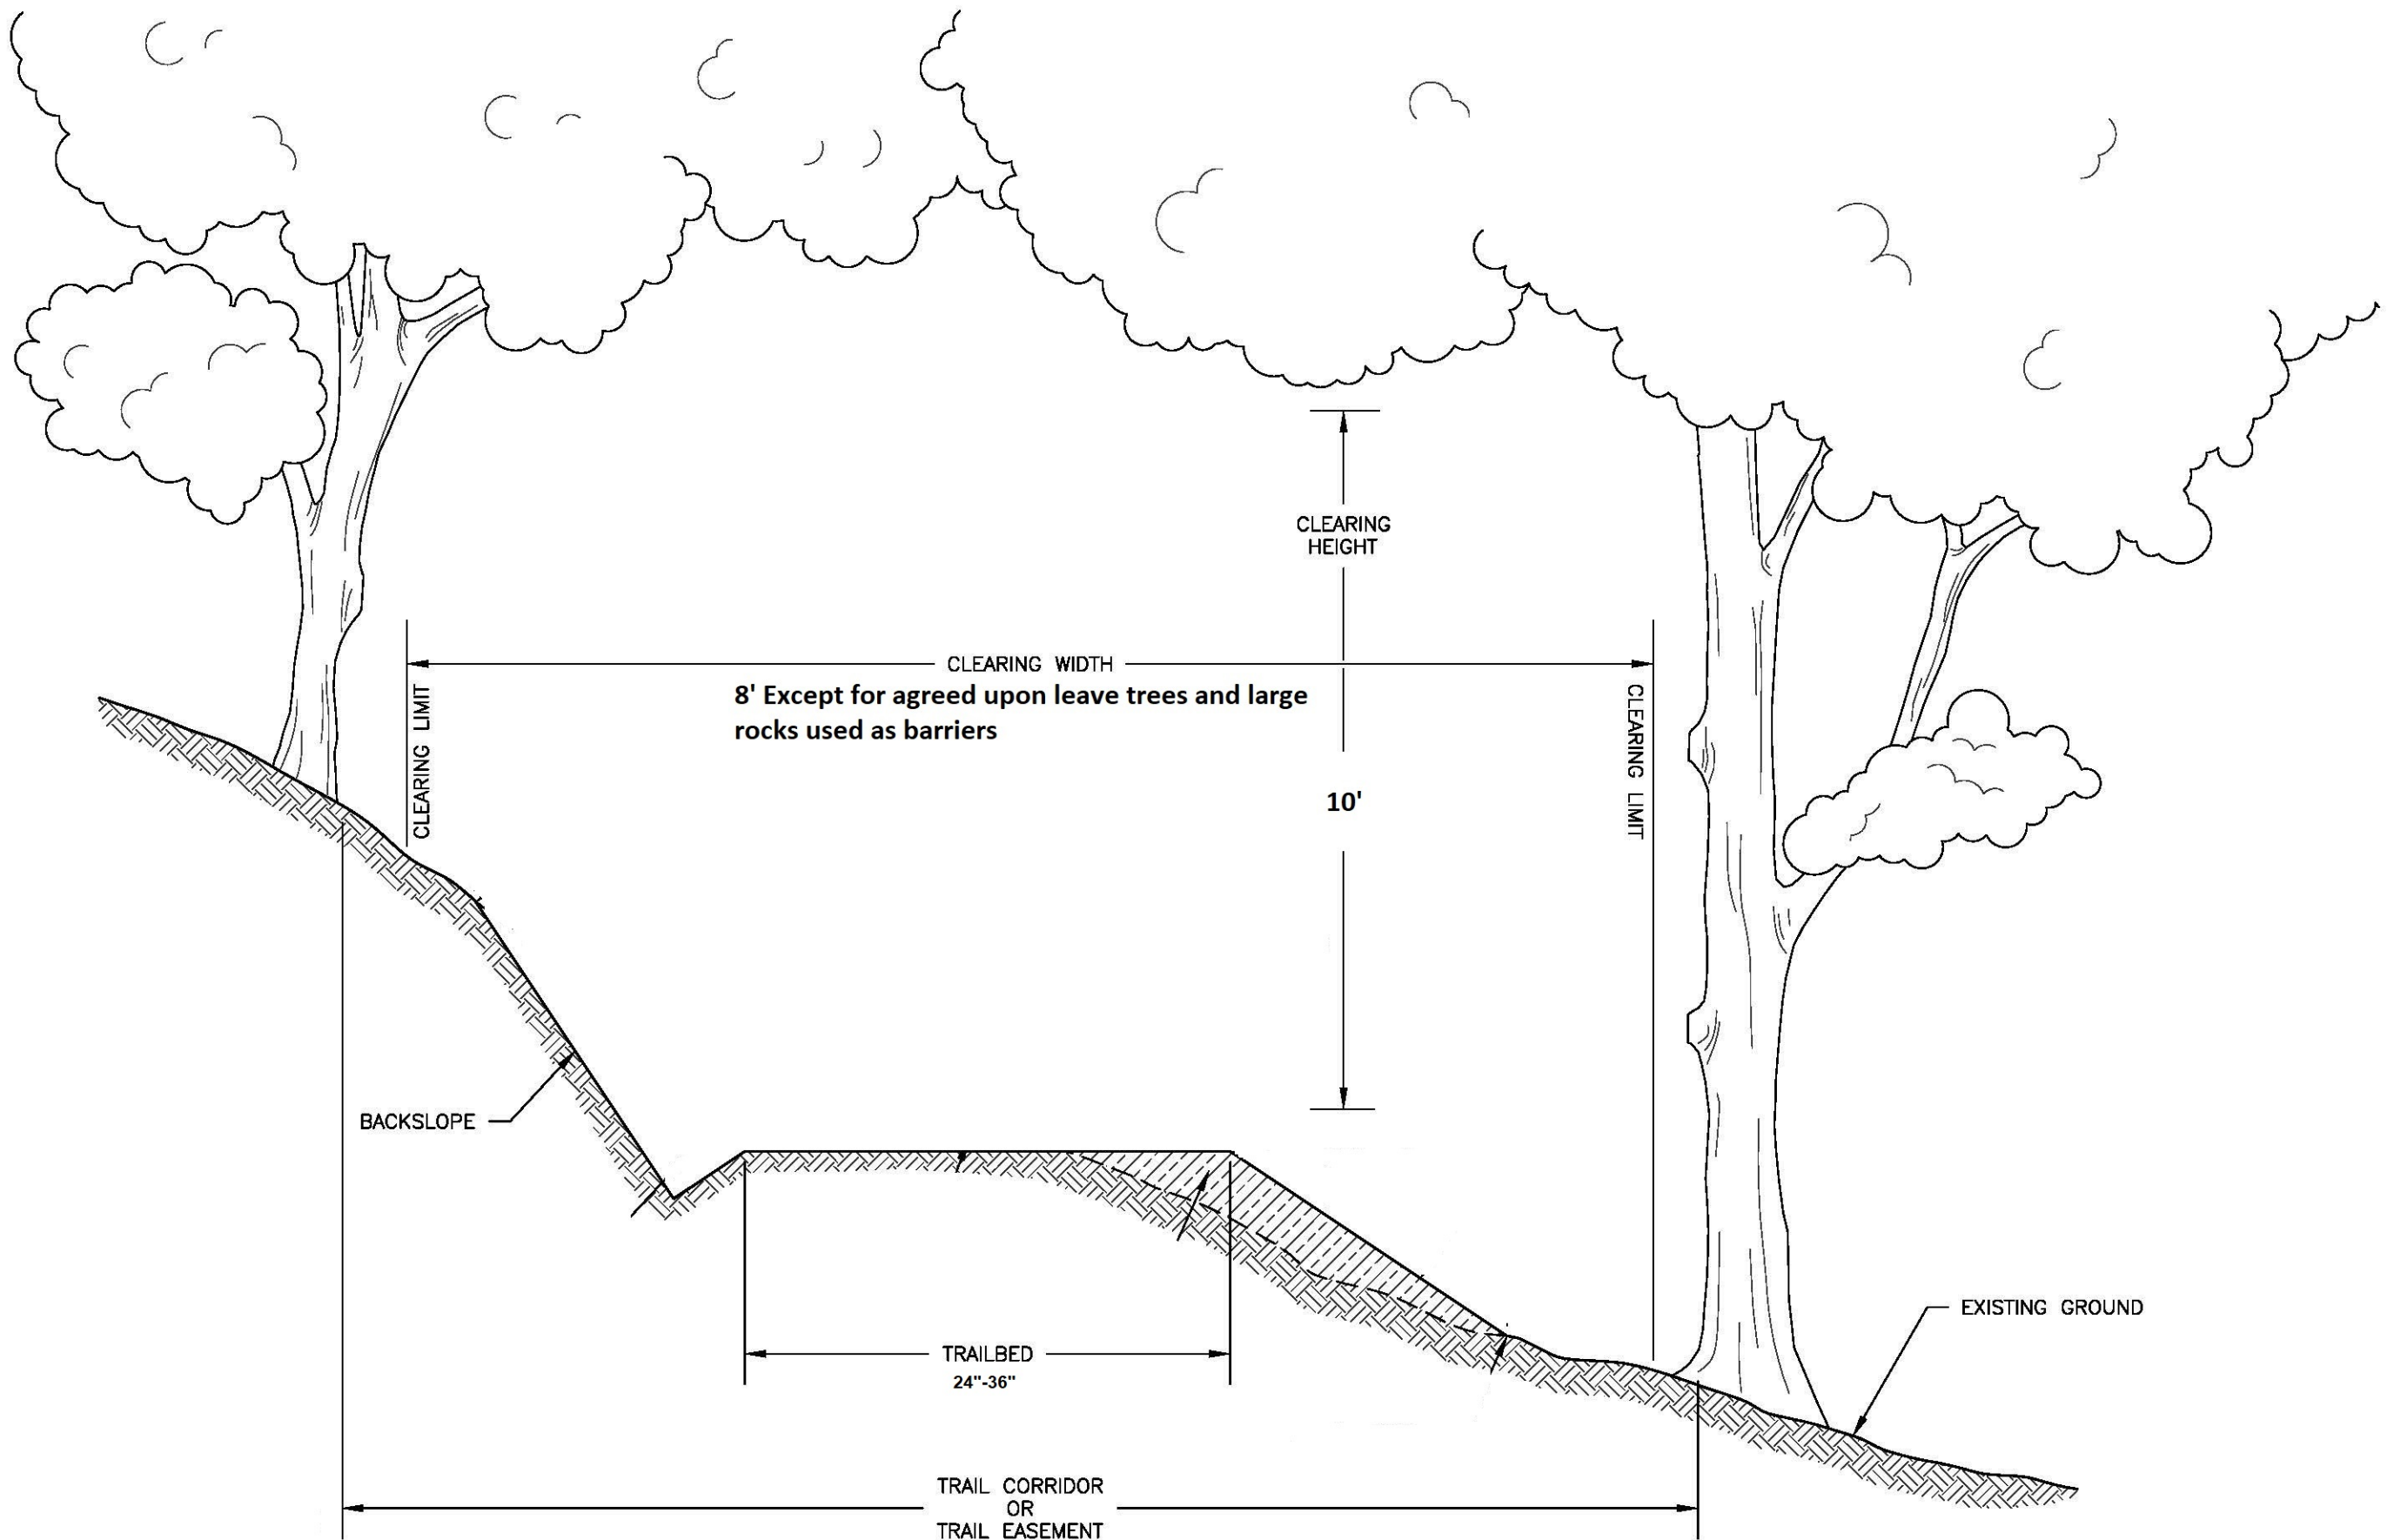 CLEARING
HEIGHT
CLEARING WIDTH
8' Except for agreed upon leave trees and large
rocks used as barriers
CLEARING LIMIT
CLEARING LIMIT
10'
BACKSLOPE
EXISTING GROUND
TRAILBED
24"-36"
TRAIL CORRIDOR
OR
TRAIL EASEMENT